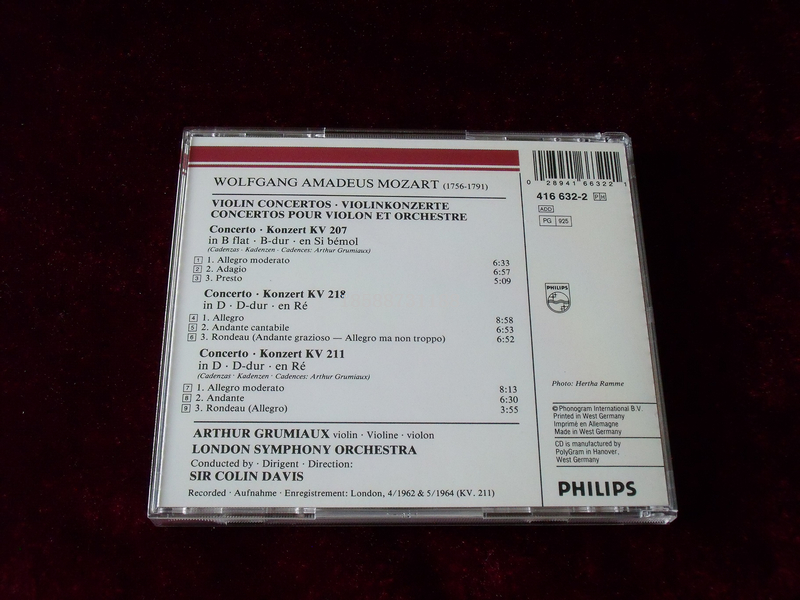 WOLFGANG AMADEUS MOZART (1756-1791)
VIOLIN CONCERTOS · VIOLINKONZERTE
CONCERTOS POUR VIOLON ET ORCHESTRE
Concerto · Konzert KV 207
in B flat · B-dur · en Si bémol
(Cadenzas · Kadenzen · Cadences: Arthur Grumiaux)
1 1. Allegro moderato 6:33
2 2. Adagio 6:57
3 3. Presto 5:09
Concerto · Konzert KV 218
in D · D-dur · en Ré
4 1. Allegro 8:58
5 2. Andante cantabile 6:53
6 3. Rondeau (Andante grazioso — Allegro ma non troppo) 6:52
Concerto · Konzert KV 211
in D · D-dur · en Ré
(Cadenzas · Kadenzen · Cadences: Arthur Grumiaux)
7 1. Allegro moderato 8:13
8 2. Andante 6:30
9 3. Rondeau (Allegro) 3:55
ARTHUR GRUMIAUX violin · Violine · violon
LONDON SYMPHONY ORCHESTRA
Conducted by · Dirigent · Direction:
SIR COLIN DAVIS
Recorded · Aufnahme · Enregistrement: London, 4/1962 & 5/1964 (KV. 211)
0 28941 66322 1
416 632-2 PH
ADD
PG 925
PHILIPS
Photo: Hertha Ramme
© Phonogram International B.V.
Printed in West Germany
Imprimé en Allemagne
Made in West Germany
CD is manufactured by
PolyGram in Hanover,
West Germany
PHILIPS